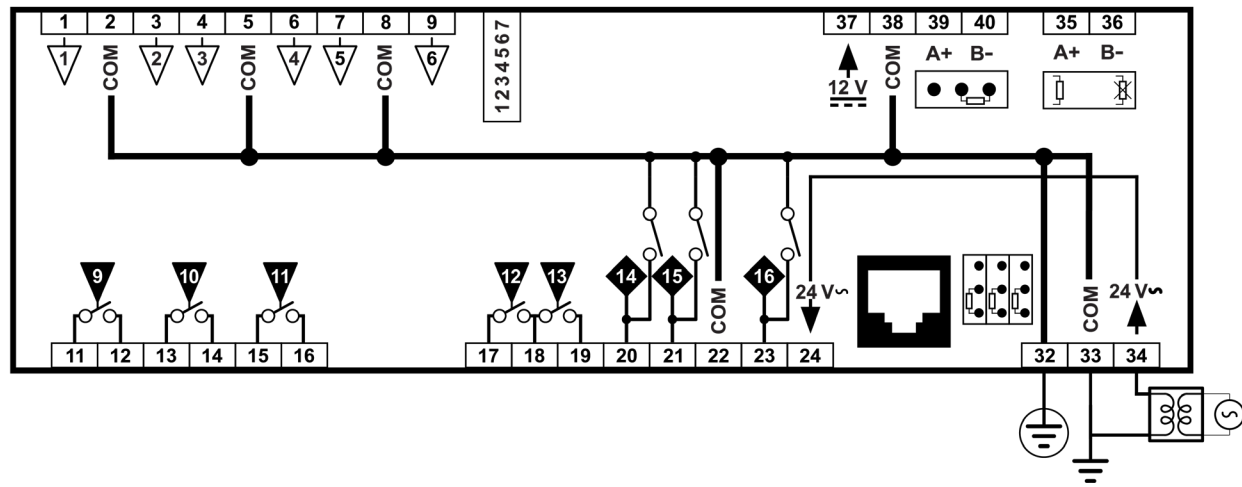 1 2 3 4 5 6 7 8 9
37 38 39 40
35 36
1 COM 2 3 COM 4 5 COM 6
1234567
12 V COM A+ B-
A+ B-
9 10 11
12 13 14 15 COM 16 24 V~
COM 24 V~
11 12 13 14 15 16
17 18 19 20 21 22 23 24
32 33 34